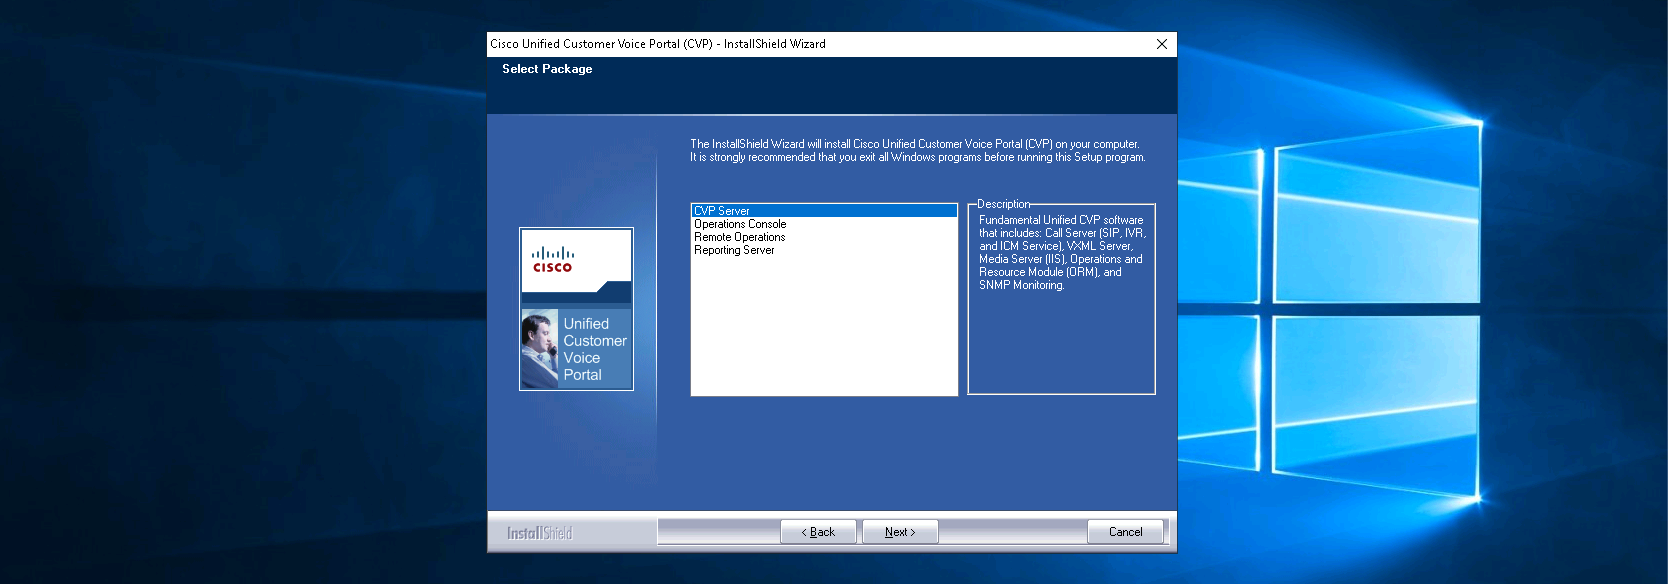 Cisco Unified Customer Voice Portal (CVP) - InstallShield Wizard
Select Package
The InstallShield Wizard will install Cisco Unified Customer Voice Portal (CVP) on your computer.
It is strongly recommended that you exit all Windows programs before running this Setup program.
CVP Server
Operations Console
Remote Operations
Reporting Server
Description
Fundamental Unified CVP software
that includes: Call Server (SIP, IVR,
and ICM Service), VXML Server,
Media Server (IIS), Operations and
Resource Module (ORM), and
SNMP Monitoring.
CISCO
Unified
Customer
Voice
Portal
InstallShield
< Back
Next >
Cancel